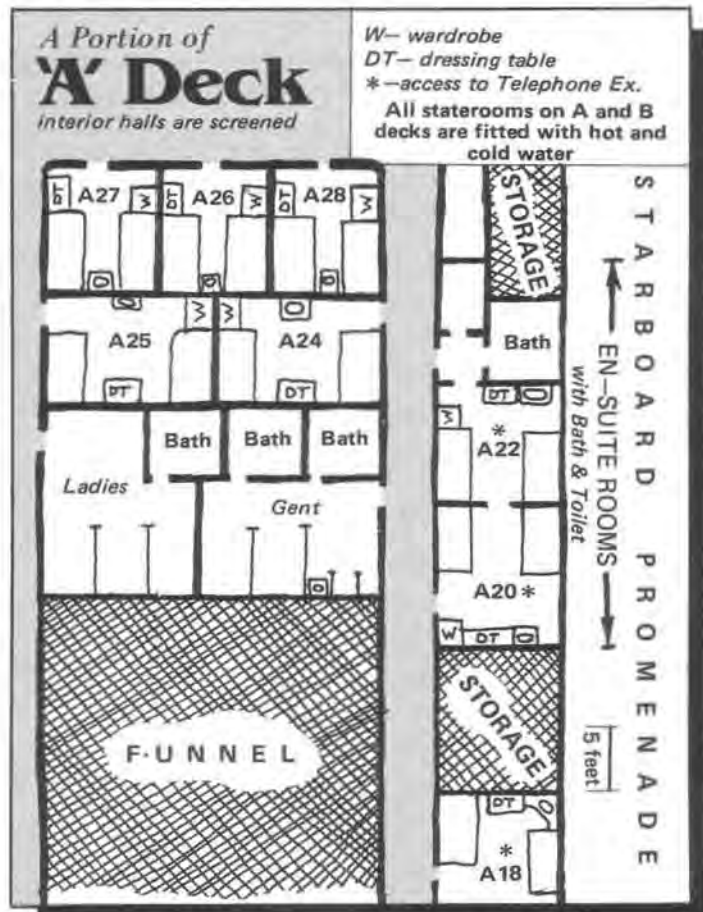 A Portion of
'A' Deck
interior halls are screened
W— wardrobe
DT— dressing table
*—access to Telephone Ex.
All staterooms on A and B
decks are fitted with hot and
cold water
DT A27 W
DT A26 W
DT A28 W
A25 W
DT
W A24
DT
Bath
Bath
Bath
Ladies
Gent
F·UNNEL
STORAGE
Bath
DT
W
*
A22
A20*
W DT
STORAGE
DT
*
A18
EN—SUITE ROOMS
with Bath & Toilet
5 feet
STARBOARD PROMENADE